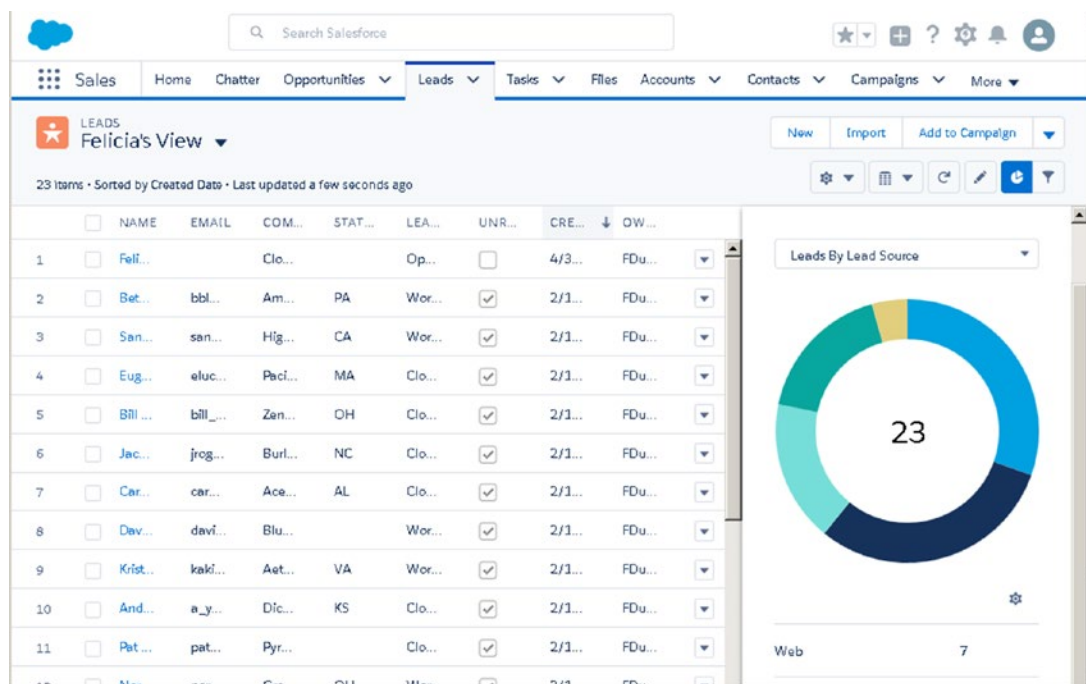 Search Salesforce
Sales Home Chatter Opportunities Leads Tasks Files Accounts Contacts Campaigns More
LEADS
Felicia's View
New Import Add to Campaign
23 items • Sorted by Created Date • Last updated a few seconds ago
NAME EMAIL COM... STAT... LEA... UNR... CRE... OW...
1 Feli... Clo... Op... 4/3... FDu...
2 Bet... bbl... Am... PA Wor... 2/1... FDu...
3 San... san... Hig... CA Wor... 2/1... FDu...
4 Eug... eluc... Paci... MA Clo... 2/1... FDu...
5 Bill ... bill_... Zen... OH Clo... 2/1... FDu...
6 Jac... jrog... Burl... NC Clo... 2/1... FDu...
7 Car... car... Ace... AL Clo... 2/1... FDu...
8 Dav... davi... Blu... Wor... 2/1... FDu...
9 Krist... kaki... Aet... VA Wor... 2/1... FDu...
10 And... a_y... Dic... KS Clo... 2/1... FDu...
11 Pat ... pat... Pyr... Clo... 2/1... FDu...
Leads By Lead Source
23
Web 7